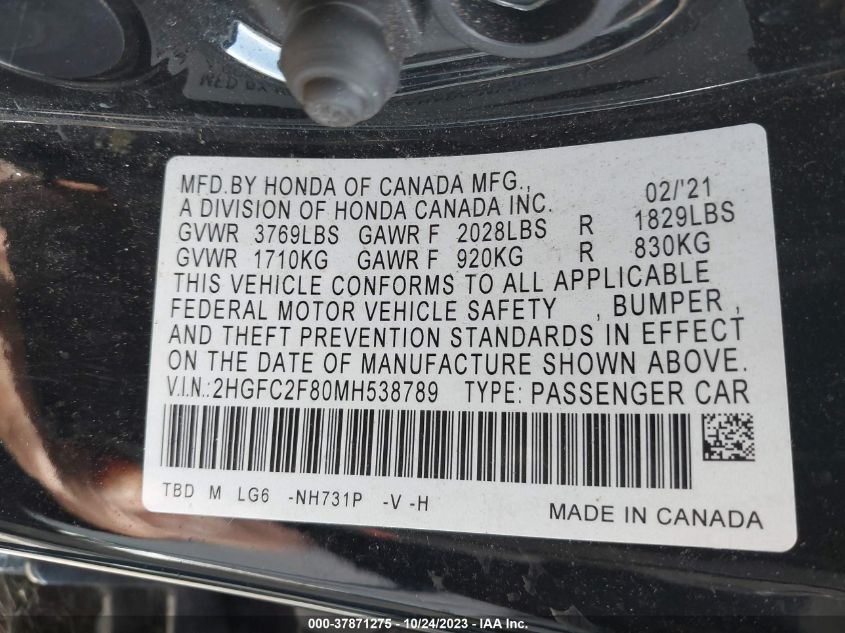 MFD.BY HONDA OF CANADA MFG., 02/'21
A DIVISION OF HONDA CANADA INC.
GVWR 3769LBS GAWR F 2028LBS R 1829LBS
GVWR 1710KG GAWR F 920KG R 830KG
THIS VEHICLE CONFORMS TO ALL APPLICABLE
FEDERAL MOTOR VEHICLE SAFETY , BUMPER ,
AND THEFT PREVENTION STANDARDS IN EFFECT
ON THE DATE OF MANUFACTURE SHOWN ABOVE.
V.I.N.: 2HGFC2F80MH538789 TYPE: PASSENGER CAR
TBD M LG6 -NH731P -V -H
MADE IN CANADA
000-37871275 - 10/24/2023 - IAA Inc.